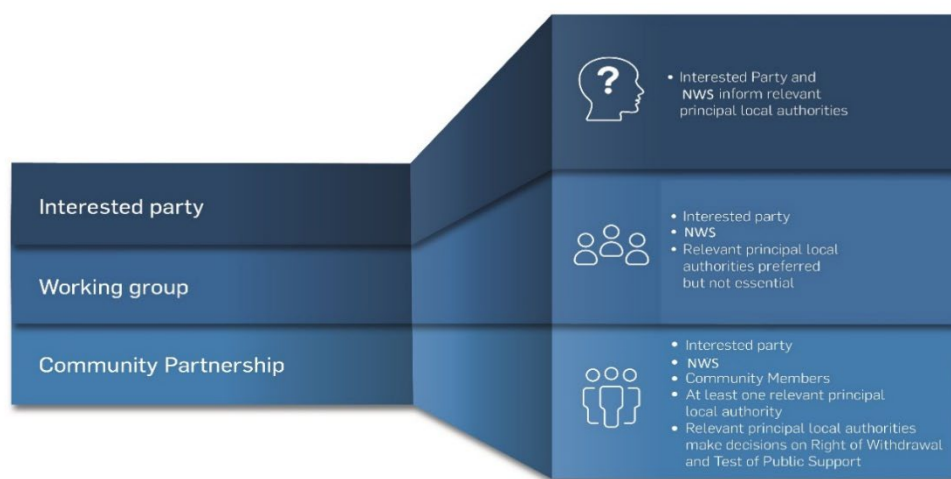 Interested party
Working group
Community Partnership
?
• Interested Party and
NWS inform relevant
principal local authorities
• Interested party
• NWS
• Relevant principal local
authorities preferred
but not essential
• Interested party
• NWS
• Community Members
• At least one relevant principal
local authority
• Relevant principal local authorities
make decisions on Right of Withdrawal
and Test of Public Support